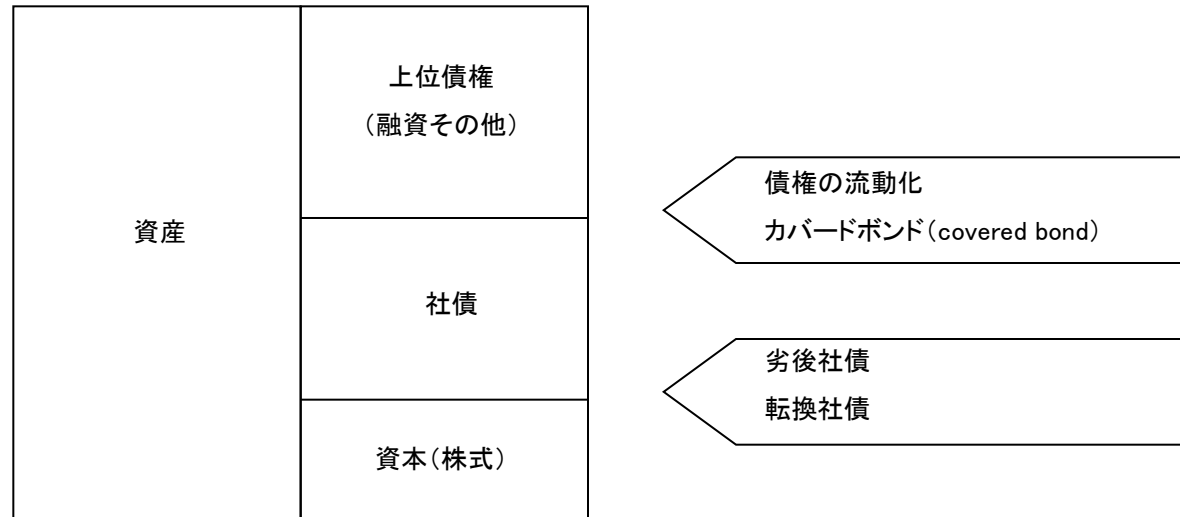 上位債権
（融資その他）
債権の流動化
カバードボンド（covered bond）
資産
社債
劣後社債
転換社債
資本（株式）